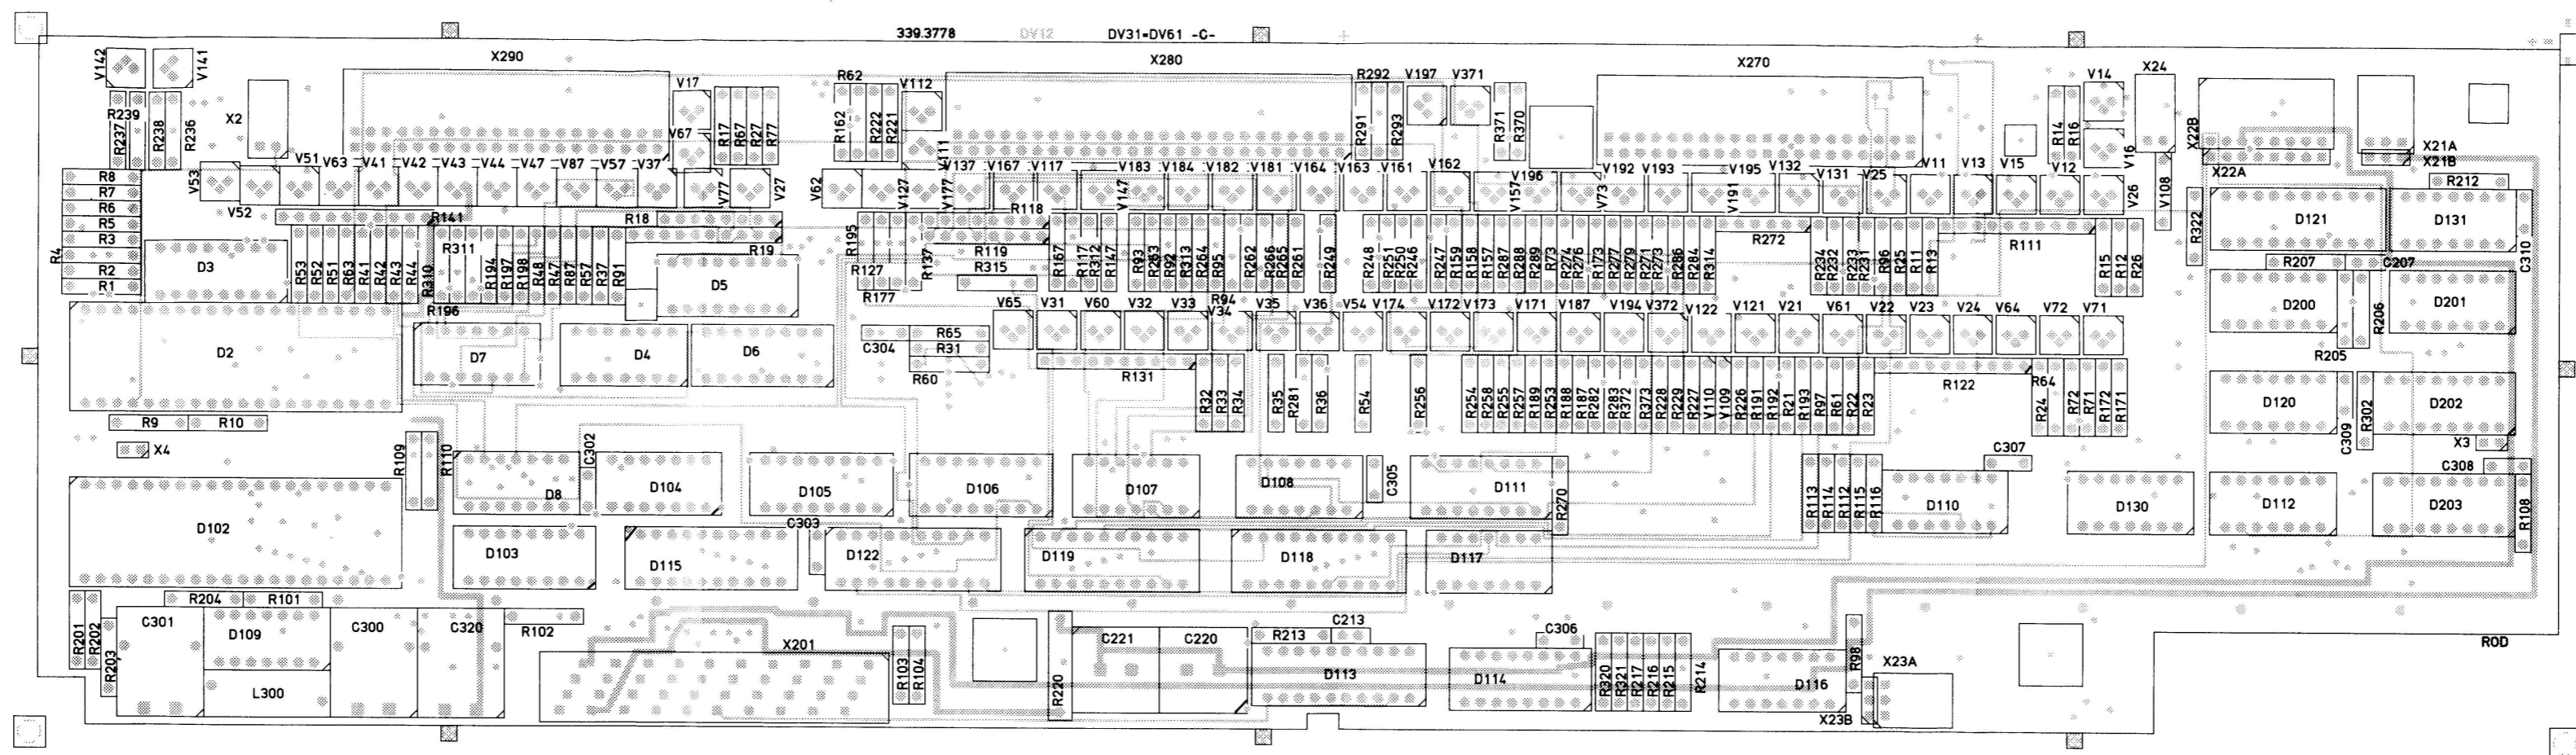 339.3778 DV12 DV31=DV61 -C-
X290 X280 X270
V142 V141 V17 R62 V112 R292 V197 V371 V14 X24
R239 R237 R238 R236 X2 V67 R17 R67 R27 R77 R162 R222 R221 V111 R291 R293 R371 R370 R14 R16 V16 X22B X21A X21B
V53 V51 V63 V41 V42 V43 V44 V47 V87 V57 V37 V77 V27 V62 V127 V177 V137 V167 V117 V147 V183 V184 V182 V181 V164 V163 V161 V162 V157 V196 V73 V192 V193 V191 V195 V132 V131 V25 V11 V13 V15 V12 V26 V108 X22A
R8
R7
R6
R5
R3
R4
R2
R1
V52 R141 R18 R118 R212
R322 D121 D131 C310
D3 R53 R52 R51 R63 R41 R42 R43 R44 R310 R311 R194 R197 R198 R48 R47 R87 R57 R37 R91 R19 D5
R195 R127 R177 R137 R119 R315 R167 R117 R312 R147 R93 R263 R92 R313 R264 R95 R262 R266 R265 R261 R249 R248 R251 R250 R246 R247 R159 R158 R157 R287 R288 R289 R73 R274 R276 R173 R277 R279 R271 R273 R286 R284 R314 R272 R234 R232 R233 R231 R96 R25 R11 R13 R111 R15 R12 R26
R207 C207
R196 R94
V65 V31 V60 V32 V33 V34 V35 V36 V54 V174 V172 V173 V171 V187 V194 V372 V122 V121 V21 V61 V22 V23 V24 V64 V72 V71
D200 R206 D201
D2 D7 D4 D6 C304 R65 R31 R60 R131 R122 R205
R32 R33 R34 R35 R281 R36 R54 R256 R254 R258 R255 R257 R189 R253 R188 R187 R282 R283 R372 R373 R228 R229 R227 V110 V109 R226 R191 R192 R21 R193 R97 R61 R22 R23 R64 R24 R72 R71 R172 R171
D120 C309 R302 D202
R9 R10
X4 X3
R109 R110 C302 C307 C308
D8 D104 D105 D106 D107 D108 C305 D111 R270 R113 R114 R112 R115 R116 D110 D130 D112 D203 R108
D102 C303
D103 D115 D122 D119 D118 D117
R204 R101
R201 R202 R203 C301 D109 C300 C320 R102 X201 R103 R104 R220 C221 C220 R213 C213 C306 R98
L300 D113 D114 R320 R321 R217 R216 R215 R214 D116 X23A X23B
ROD